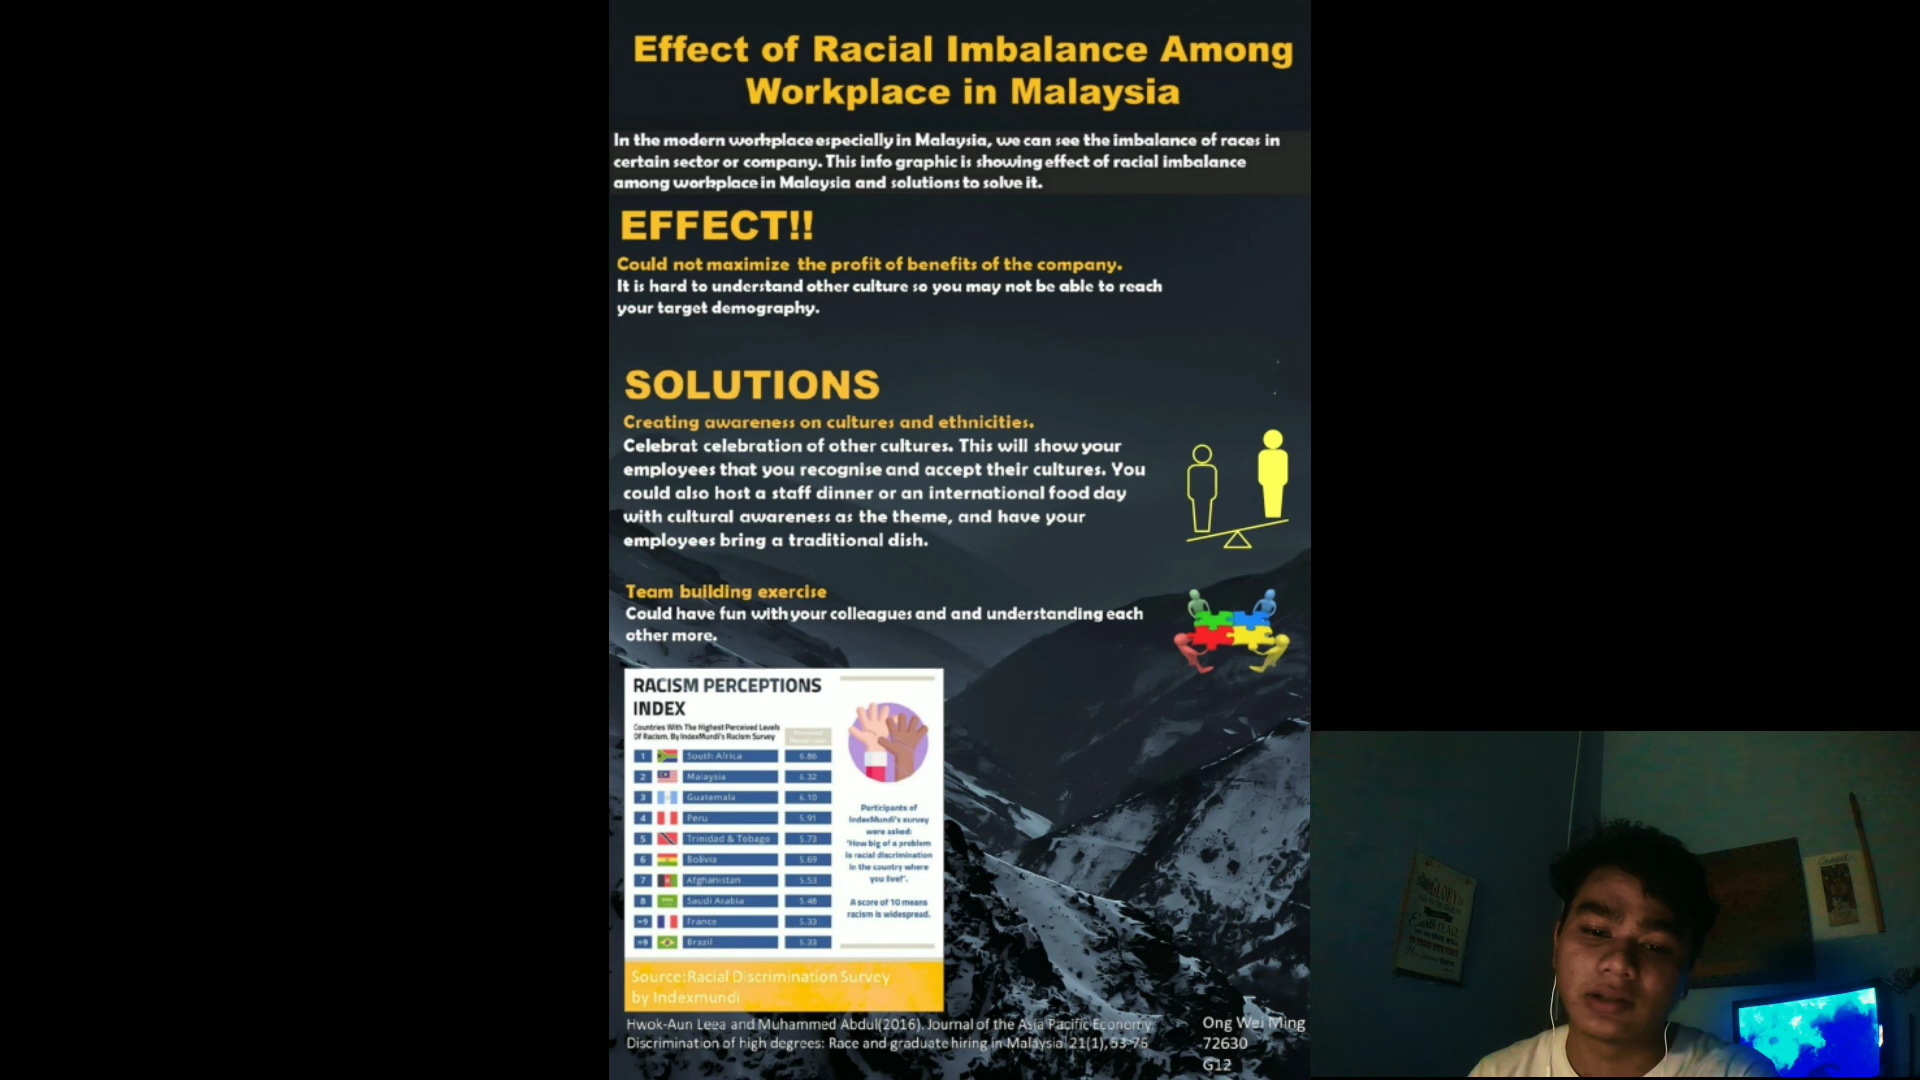 Effect of Racial Imbalance Among
Workplace in Malaysia
In the modern workplace especially in Malaysia, we can see the imbalance of races in
certain sector or company. This info graphic is showing effect of racial imbalance
among workplace in Malaysia and solutions to solve it.
EFFECT!!
Could not maximize the profit of benefits of the company.
It is hard to understand other culture so you may not be able to reach
your target demography.
SOLUTIONS
Creating awareness on cultures and ethnicities.
Celebrat celebration of other cultures. This will show your
employees that you recognise and accept their cultures. You
could also host a staff dinner or an international food day
with cultural awareness as the theme, and have your
employees bring a traditional dish.
Team building exercise
Could have fun with your colleagues and and understanding each
other more.
RACISM PERCEPTIONS
INDEX
Countries With The Highest Perceived Levels
Of Racism, By IndexMundi's Racism Survey
1 South Africa 6.86
2 Malaysia 6.32
3 Guatemala 6.10
4 Peru 5.91
5 Trinidad & Tobago 5.73
6 Bolivia 5.69
7 Afghanistan 5.53
8 Saudi Arabia 5.48
=9 France 5.33
=9 Brazil 5.33
Participants of
IndexMundi's survey
were asked:
"How big of a problem
is racial discrimination
in the country where
you live?".
A score of 10 means
racism is widespread.
Source:Racial Discrimination Survey
by Indexmundi
Hwok-Aun Leea and Muhammed Abdul(2016). Journal of the Asia Pacific Economy.
Discrimination of high degrees: Race and graduate hiring in Malaysia 21(1), 53-76
Ong Wei Ming
72630
G12
GLORY